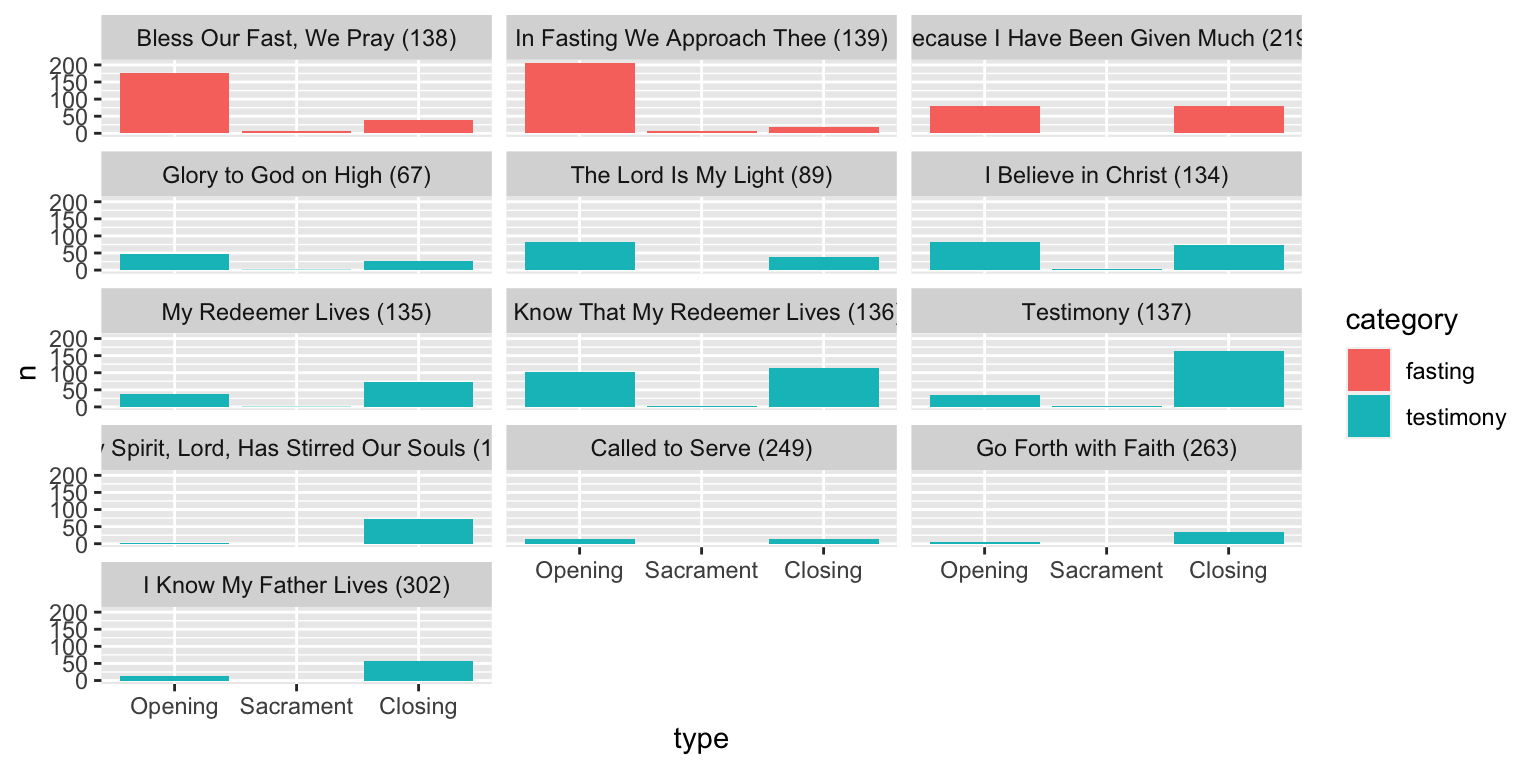 Bless Our Fast, We Pray (138)
In Fasting We Approach Thee (139)
ecause I Have Been Given Much (219
200
150
100
50
0
Glory to God on High (67)
The Lord Is My Light (89)
I Believe in Christ (134)
200
150
100
50
0
My Redeemer Lives (135)
Know That My Redeemer Lives (136)
Testimony (137)
200
150
100
50
0
y Spirit, Lord, Has Stirred Our Souls (1
Called to Serve (249)
Go Forth with Faith (263)
200
150
100
50
0
Opening Sacrament Closing
Opening Sacrament Closing
I Know My Father Lives (302)
200
150
100
50
0
Opening Sacrament Closing
type
n
category
fasting
testimony